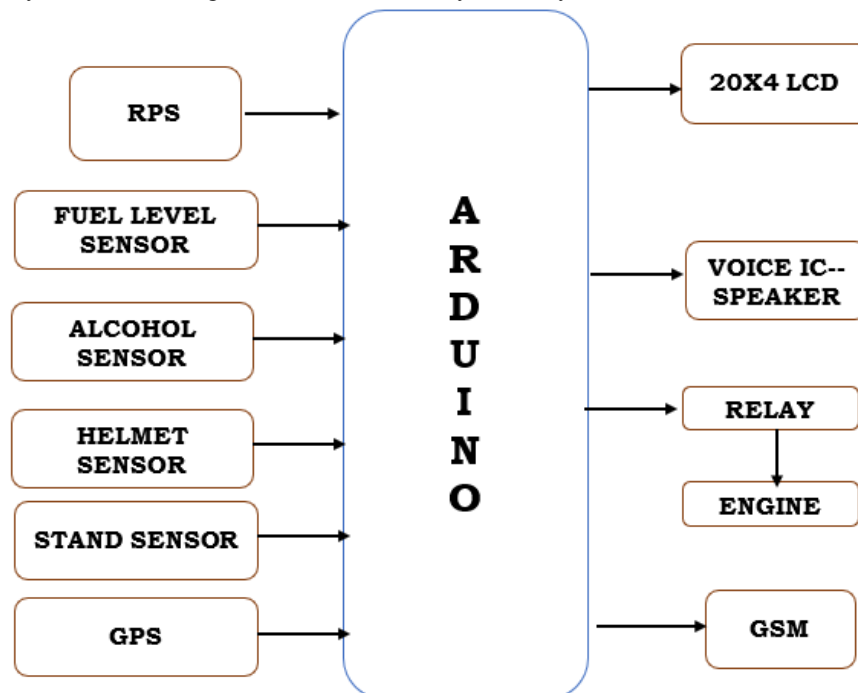 RPS
FUEL LEVEL
SENSOR
ALCOHOL
SENSOR
HELMET
SENSOR
STAND SENSOR
GPS
A
R
D
U
I
N
O
20X4 LCD
VOICE IC--
SPEAKER
RELAY
ENGINE
GSM